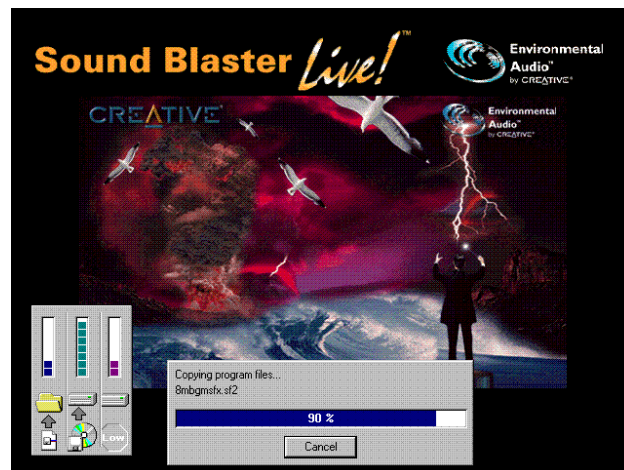 Sound Blaster Live!™
Environmental
Audio™
by CREATIVE®
CREATIVE®
Environmental
Audio™
by CREATIVE®
Copying program files...
8mbgmsfx.sf2
90 %
Cancel
Low